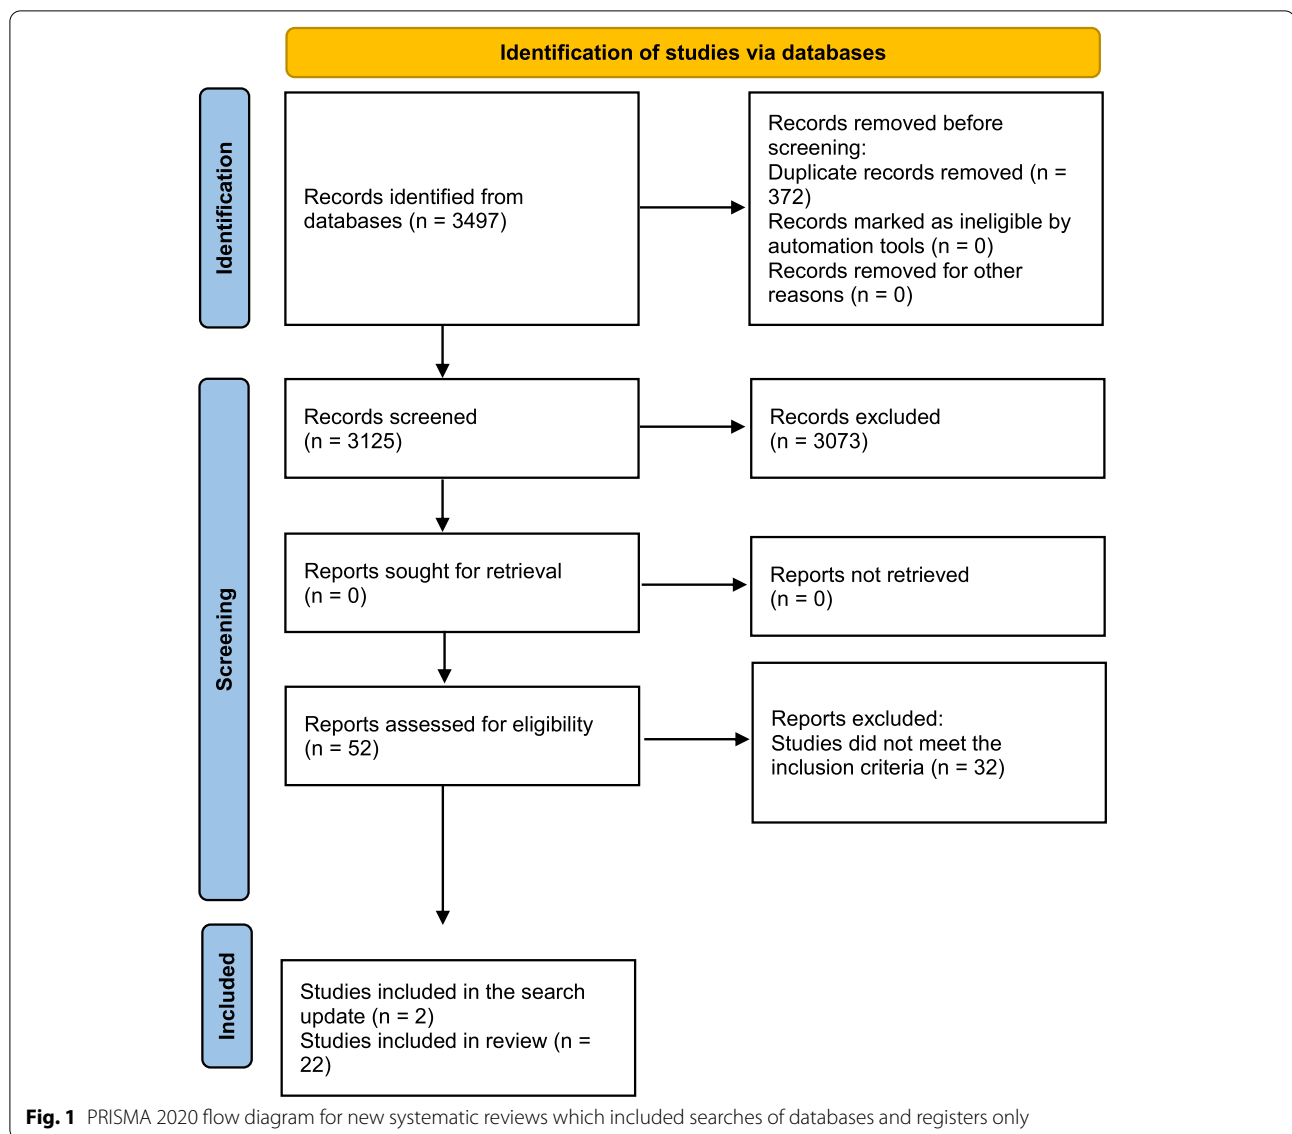 Identification of studies via databases
Identification
Records identified from
databases (n = 3497)
Records removed before
screening:
Duplicate records removed (n =
372)
Records marked as ineligible by
automation tools (n = 0)
Records removed for other
reasons (n = 0)
Screening
Records screened
(n = 3125)
Records excluded
(n = 3073)
Reports sought for retrieval
(n = 0)
Reports not retrieved
(n = 0)
Reports assessed for eligibility
(n = 52)
Reports excluded:
Studies did not meet the
inclusion criteria (n = 32)
Included
Studies included in the search
update (n = 2)
Studies included in review (n =
22)
Fig. 1 PRISMA 2020 flow diagram for new systematic reviews which included searches of databases and registers only